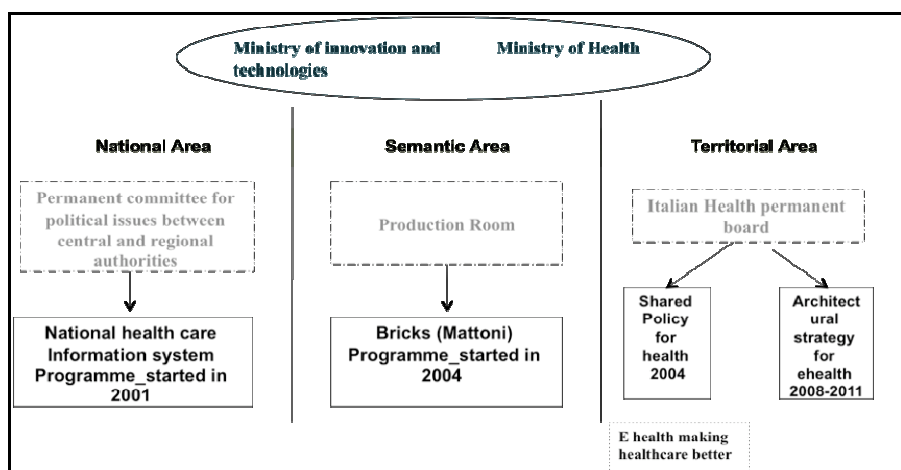 Ministry of innovation and
technologies
Ministry of Health
National Area
Semantic Area
Territorial Area
Permanent committee for
political issues between
central and regional
authorities
Production Room
Italian Health permanent
board
National health care
Information system
Programme_started in
2001
Bricks (Mattoni)
Programme_started in
2004
Shared
Policy
for
health
2004
Architect
ural
strategy
for
ehealth
2008-2011
E health making
healthcare better